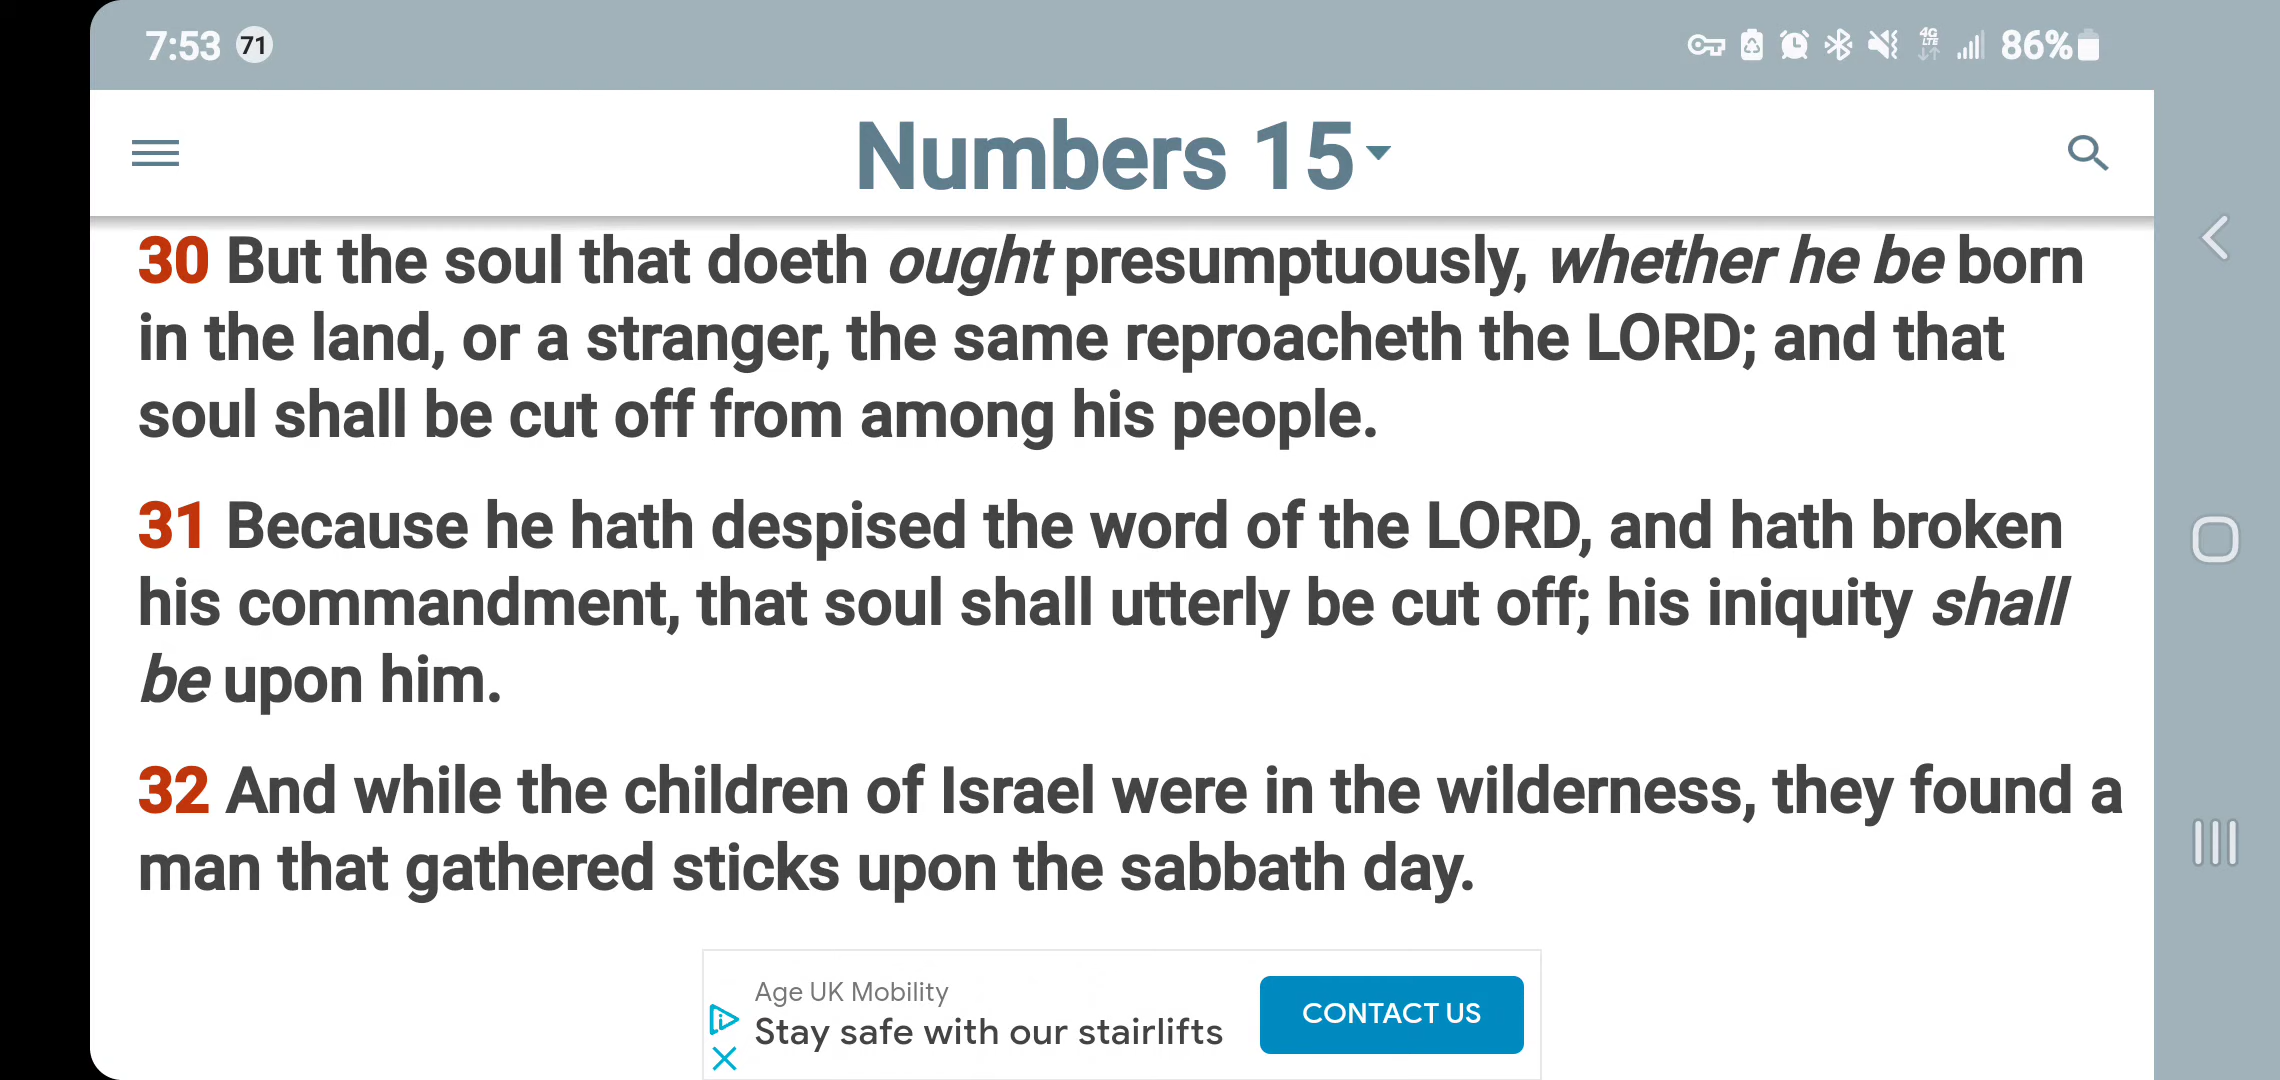 7:53 71 4G LTE 86%
Numbers 15
30 But the soul that doeth ought presumptuously, whether he be born
in the land, or a stranger, the same reproacheth the LORD; and that
soul shall be cut off from among his people.
31 Because he hath despised the word of the LORD, and hath broken
his commandment, that soul shall utterly be cut off; his iniquity shall
be upon him.
32 And while the children of Israel were in the wilderness, they found a
man that gathered sticks upon the sabbath day.
Age UK Mobility
Stay safe with our stairlifts
CONTACT US